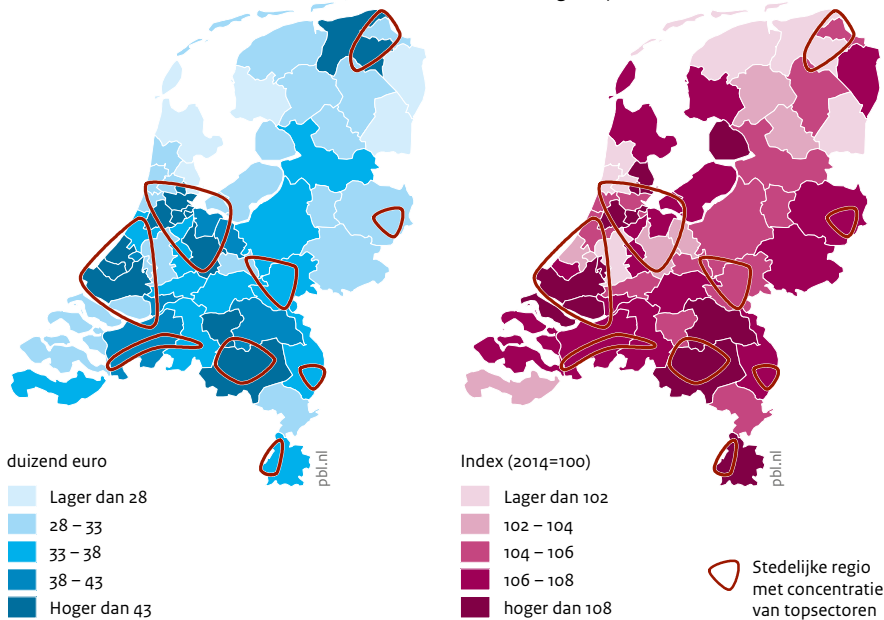 duizend euro
Lager dan 28
28 – 33
33 – 38
38 – 43
Hoger dan 43
pbl.nl
Index (2014=100)
Lager dan 102
102 – 104
104 – 106
106 – 108
hoger dan 108
pbl.nl
Stedelijke regio
met concentratie
van topsectoren